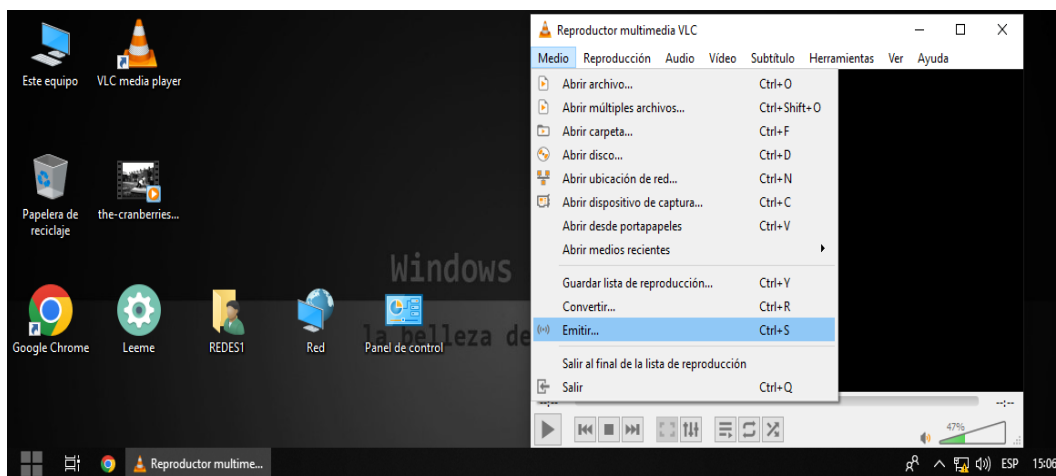 Este equipo
VLC media player
Papelera de
reciclaje
the-cranberries...
Windows
la belleza de
Google Chrome
Leeme
REDES1
Red
Panel de control
Reproductor multimedia VLC
Medio Reproducción Audio Vídeo Subtítulo Herramientas Ver Ayuda
Abrir archivo... Ctrl+O
Abrir múltiples archivos... Ctrl+Shift+O
Abrir carpeta... Ctrl+F
Abrir disco... Ctrl+D
Abrir ubicación de red... Ctrl+N
Abrir dispositivo de captura... Ctrl+C
Abrir desde portapapeles Ctrl+V
Abrir medios recientes
Guardar lista de reproducción... Ctrl+Y
Convertir... Ctrl+R
Emitir... Ctrl+S
Salir al final de la lista de reproducción
Salir Ctrl+Q
--:-- --:--
47%
Reproductor multime...
ESP 15:06